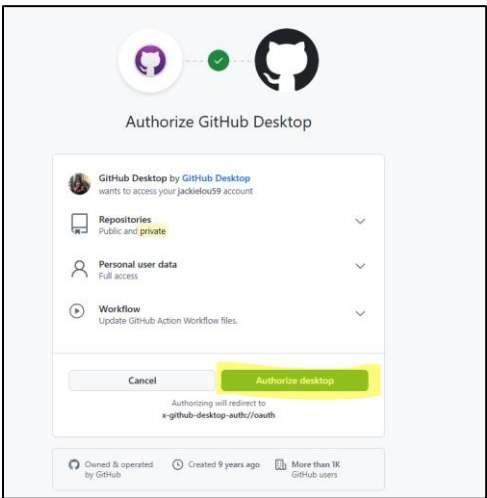 Authorize GitHub Desktop
GitHub Desktop by GitHub Desktop
wants to access your jackielou59 account
Repositories
Public and private
Personal user data
Full access
Workflow
Update GitHub Action Workflow files.
Cancel
Authorize desktop
Authorizing will redirect to
x-github-desktop-auth://oauth
Owned & operated
by GitHub
Created 9 years ago
More than 1K
GitHub users